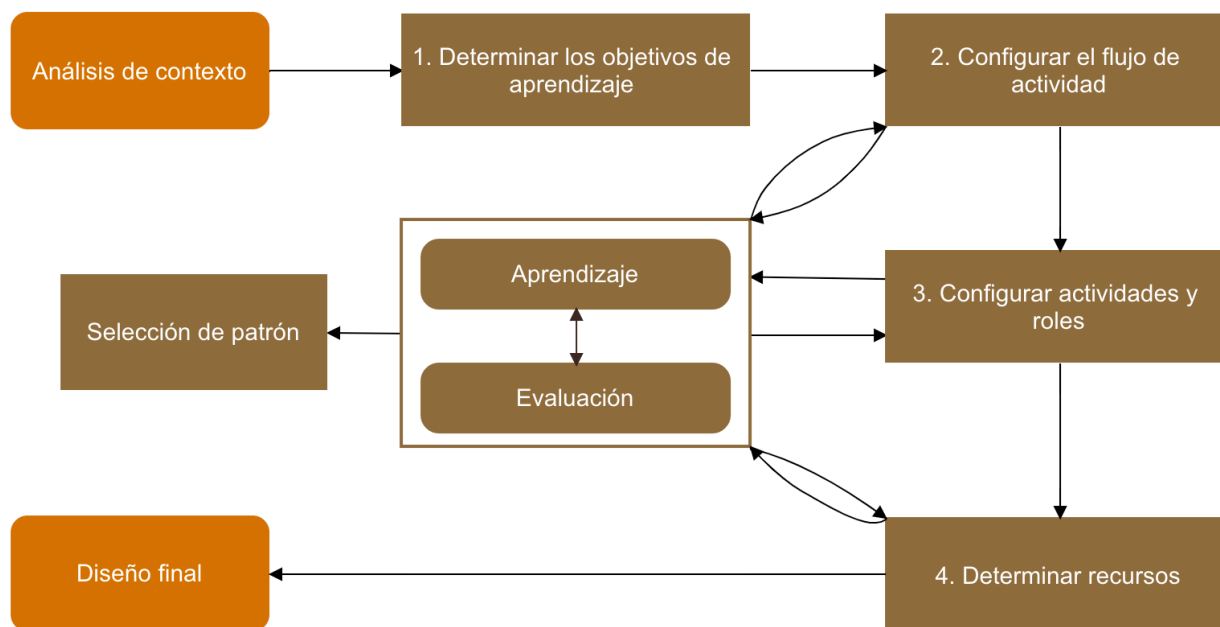 Análisis de contexto
1. Determinar los objetivos de
aprendizaje
2. Configurar el flujo de
actividad
Aprendizaje
3. Configurar actividades y
roles
Selección de patrón
Evaluación
Diseño final
4. Determinar recursos